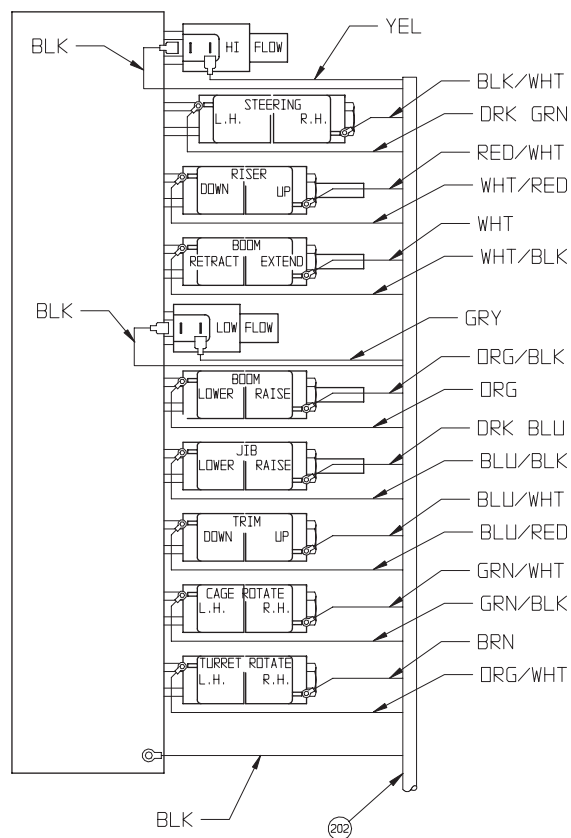 BLK
HI FLOW
YEL
STEERING
L.H. R.H.
BLK/WHT
DRK GRN
RISER
DOWN UP
RED/WHT
WHT/RED
BOOM
RETRACT EXTEND
WHT
WHT/BLK
BLK
LOW FLOW
GRY
BOOM
LOWER RAISE
ORG/BLK
ORG
JIB
LOWER RAISE
DRK BLU
BLU/BLK
TRIM
DOWN UP
BLU/WHT
BLU/RED
CAGE ROTATE
L.H. R.H.
GRN/WHT
GRN/BLK
TURRET ROTATE
L.H. R.H.
BRN
ORG/WHT
BLK
202